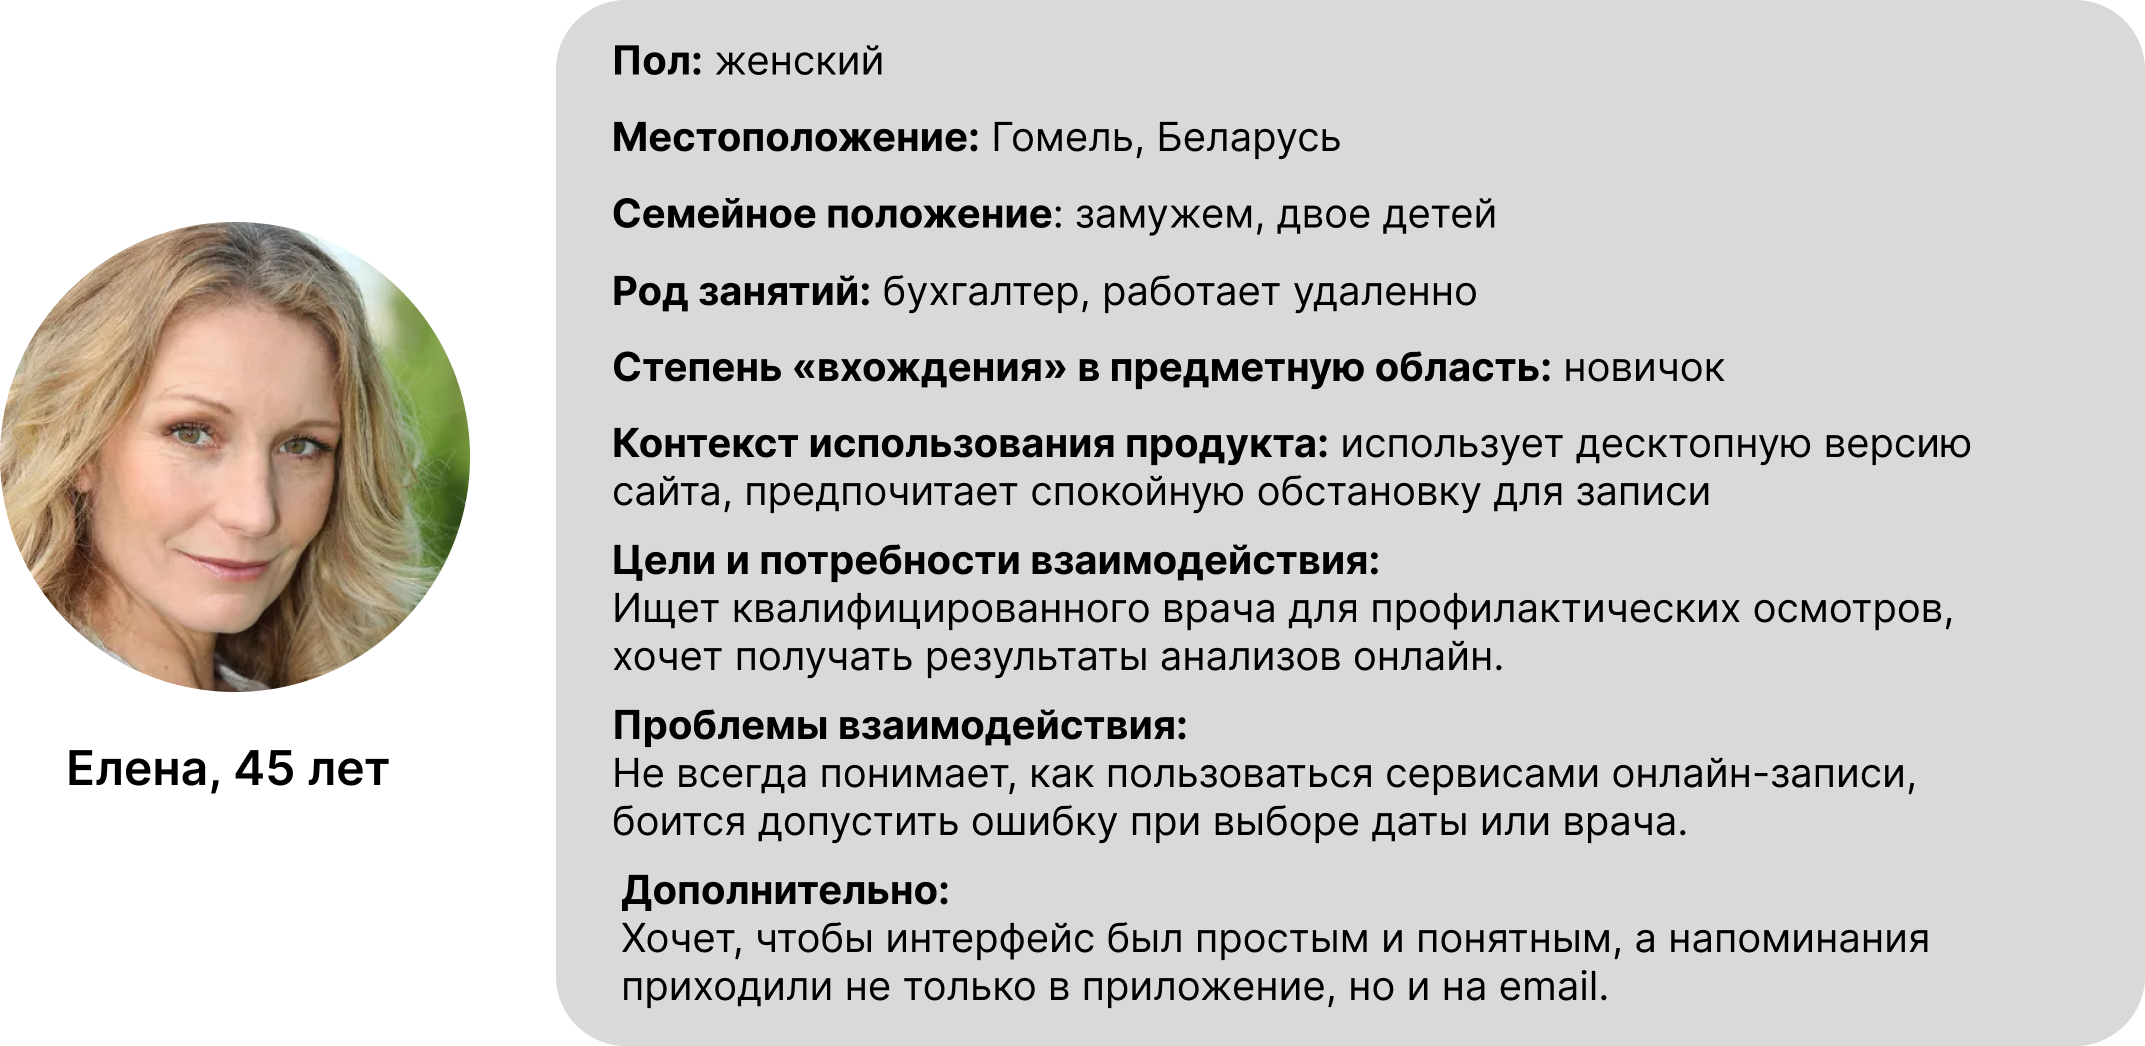 Елена, 45 лет
Пол: женский
Местоположение: Гомель, Беларусь
Семейное положение: замужем, двое детей
Род занятий: бухгалтер, работает удаленно
Степень «вхождения» в предметную область: новичок
Контекст использования продукта: использует десктопную версию
сайта, предпочитает спокойную обстановку для записи
Цели и потребности взаимодействия:
Ищет квалифицированного врача для профилактических осмотров,
хочет получать результаты анализов онлайн.
Проблемы взаимодействия:
Не всегда понимает, как пользоваться сервисами онлайн-записи,
боится допустить ошибку при выборе даты или врача.
Дополнительно:
Хочет, чтобы интерфейс был простым и понятным, а напоминания
приходили не только в приложение, но и на email.